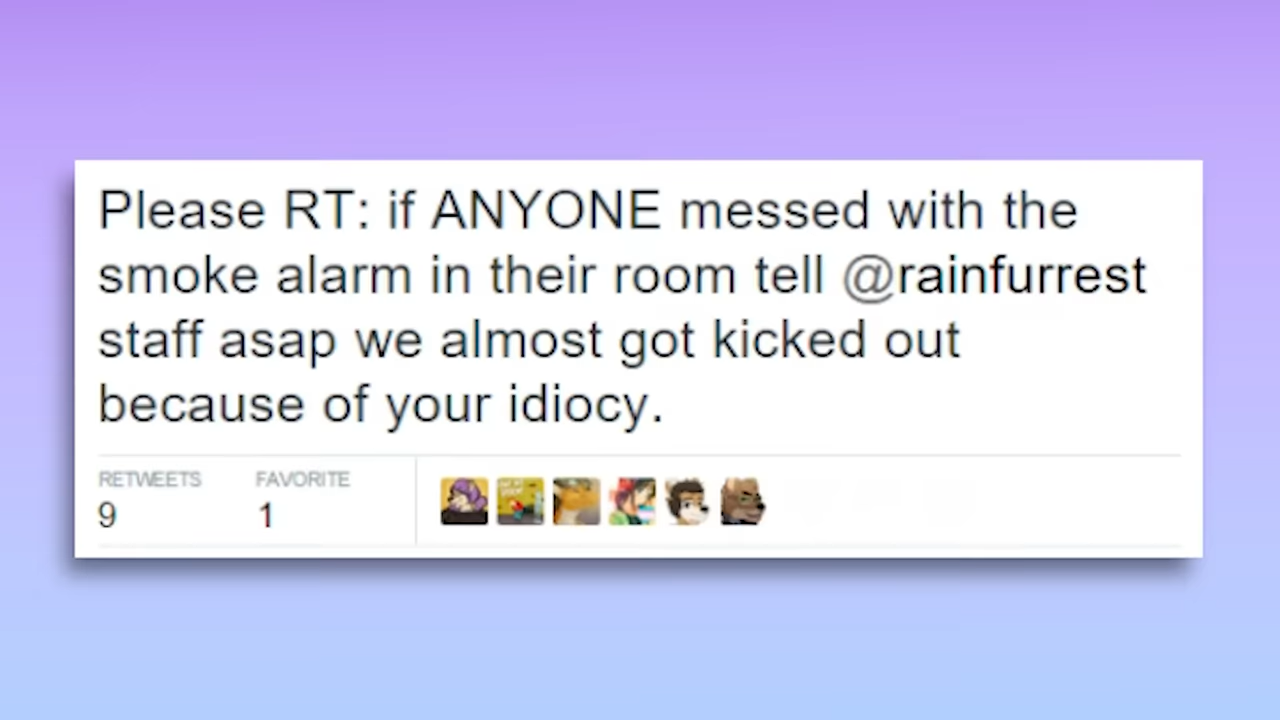 Please RT: if ANYONE messed with the
smoke alarm in their room tell @rainfurrest
staff asap we almost got kicked out
because of your idiocy.
RETWEETS FAVORITE
9 1